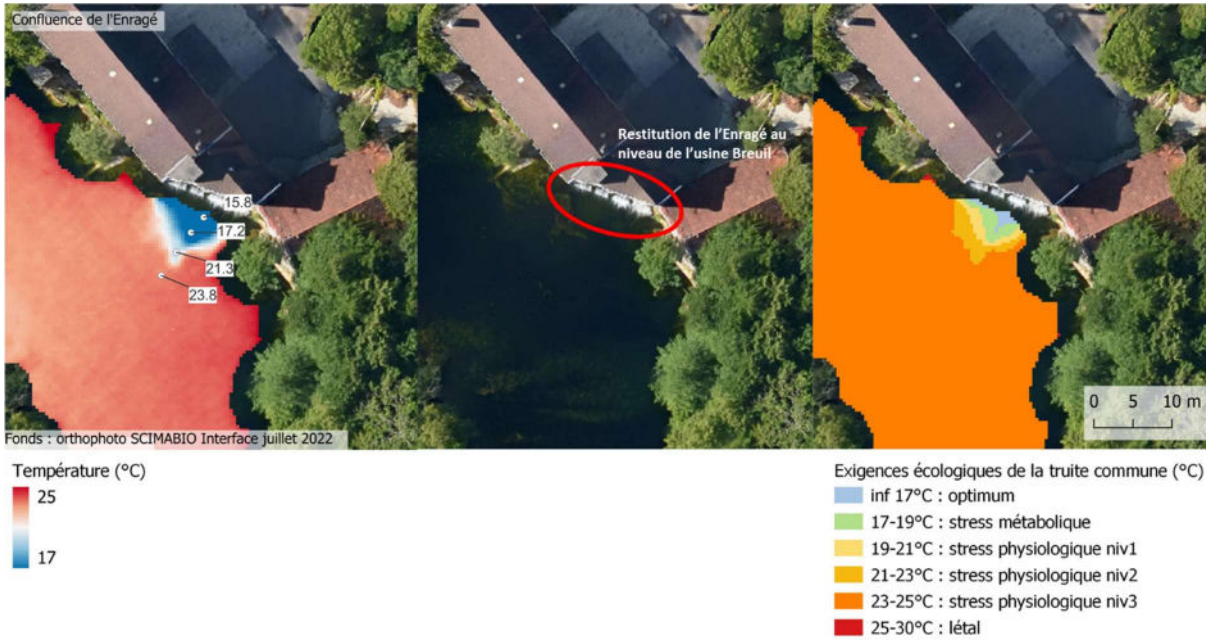 Confluence de l'Enragé
Restitution de l'Enragé au
niveau de l'usine Breuil
15.8
17.2
21.3
23.8
0 5 10 m
Fonds : orthophoto SCIMABIO Interface juillet 2022
Température (°C)
25
17
Exigences écologiques de la truite commune (°C)
inf 17°C : optimum
17-19°C : stress métabolique
19-21°C : stress physiologique niv1
21-23°C : stress physiologique niv2
23-25°C : stress physiologique niv3
25-30°C : létal